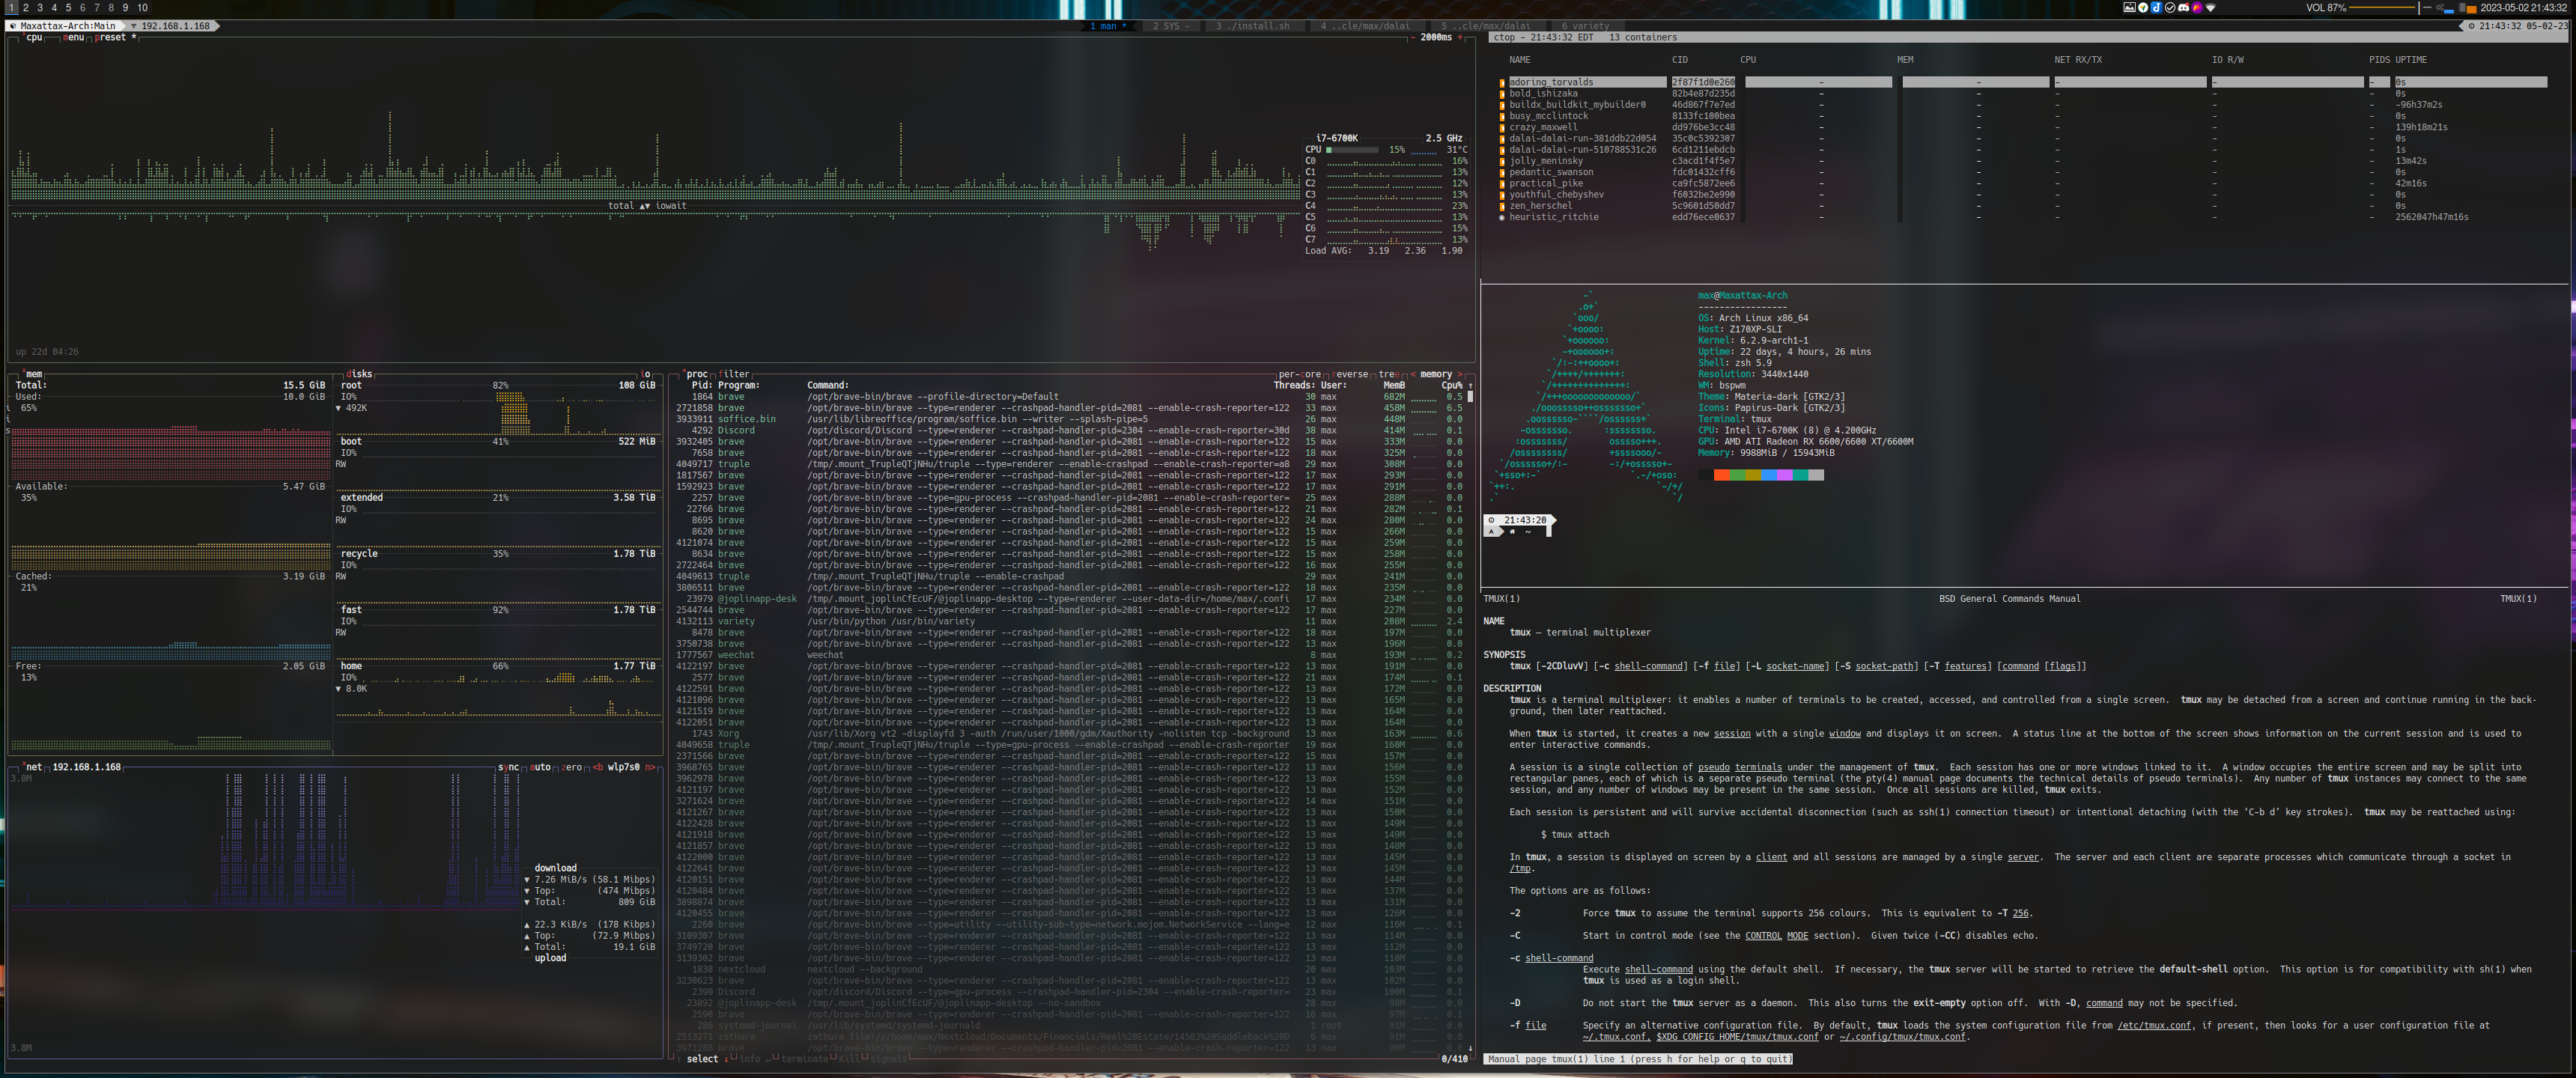 1 2 3 4 5 6 7 8 9 10
VOL 87% 2023-05-02 21:43:32
Maxattax-Arch:Main 192.168.1.168
1 man * 2 SYS - 3 ./install.sh 4 ..cle/max/dalai 5 ..cle/max/dalai 6 variety
21:43:32 05-02-23
cpu menu preset * - 2000ms +
i7-6700K 2.5 GHz
CPU 15% 31°C
C0 16%
C1 13%
C2 12%
C3 13%
C4 23%
C5 13%
C6 15%
C7 13%
Load AVG: 3.19 2.36 1.90
total ▲▼ iowait
up 22d 04:26
mem
Total: 15.5 GiB
Used: 10.0 GiB
65%
Available: 5.47 GiB
35%
Cached: 3.19 GiB
21%
Free: 2.05 GiB
13%
disks io
root 82% 108 GiB
IO%
▼ 492K
boot 41% 522 MiB
IO%
RW
extended 21% 3.58 TiB
IO%
RW
recycle 35% 1.78 TiB
IO%
RW
fast 92% 1.78 TiB
IO%
RW
home 66% 1.77 TiB
IO%
▼ 8.0K
net 192.168.1.168 sync auto zero <b wlp7s0 n>
3.8M
download
▼ 7.26 MiB/s (58.1 Mibps)
▼ Top: (474 Mibps)
▼ Total: 809 GiB
▲ 22.3 KiB/s (178 Kibps)
▲ Top: (72.9 Mibps)
▲ Total: 19.1 GiB
upload
3.8M
proc filter per-core reverse tree < memory >
Pid: Program: Command: Threads: User: MemB Cpu% ↑
1864 brave /opt/brave-bin/brave --profile-directory=Default 30 max 682M 0.5
2721858 brave /opt/brave-bin/brave --type=renderer --crashpad-handler-pid=2081 --enable-crash-reporter=122 33 max 458M 6.5
3933911 soffice.bin /usr/lib/libreoffice/program/soffice.bin --writer --splash-pipe=5 26 max 448M 0.0
4292 Discord /opt/discord/Discord --type=renderer --crashpad-handler-pid=2304 --enable-crash-reporter=30d 38 max 414M 0.1
3932405 brave /opt/brave-bin/brave --type=renderer --crashpad-handler-pid=2081 --enable-crash-reporter=122 15 max 333M 0.0
7658 brave /opt/brave-bin/brave --type=renderer --crashpad-handler-pid=2081 --enable-crash-reporter=122 18 max 325M 0.0
4049717 truple /tmp/.mount_TrupleQTjNHu/truple --type=renderer --enable-crashpad --enable-crash-reporter=a8 29 max 308M 0.0
1817567 brave /opt/brave-bin/brave --type=renderer --crashpad-handler-pid=2081 --enable-crash-reporter=122 17 max 293M 0.0
1592923 brave /opt/brave-bin/brave --type=renderer --crashpad-handler-pid=2081 --enable-crash-reporter=122 17 max 291M 0.0
2257 brave /opt/brave-bin/brave --type=gpu-process --crashpad-handler-pid=2081 --enable-crash-reporter= 25 max 288M 0.0
22766 brave /opt/brave-bin/brave --type=renderer --crashpad-handler-pid=2081 --enable-crash-reporter=122 21 max 282M 0.1
8695 brave /opt/brave-bin/brave --type=renderer --crashpad-handler-pid=2081 --enable-crash-reporter=122 24 max 280M 0.0
8620 brave /opt/brave-bin/brave --type=renderer --crashpad-handler-pid=2081 --enable-crash-reporter=122 15 max 266M 0.0
4121074 brave /opt/brave-bin/brave --type=renderer --crashpad-handler-pid=2081 --enable-crash-reporter=122 15 max 259M 0.0
8634 brave /opt/brave-bin/brave --type=renderer --crashpad-handler-pid=2081 --enable-crash-reporter=122 15 max 258M 0.0
2722464 brave /opt/brave-bin/brave --type=renderer --crashpad-handler-pid=2081 --enable-crash-reporter=122 16 max 255M 0.0
4049613 truple /tmp/.mount_TrupleQTjNHu/truple --enable-crashpad 29 max 241M 0.0
3806511 brave /opt/brave-bin/brave --type=renderer --crashpad-handler-pid=2081 --enable-crash-reporter=122 18 max 235M 0.0
23979 @joplinapp-desk /tmp/.mount_joplinCfEcUF/@joplinapp-desktop --type=renderer --user-data-dir=/home/max/.confi 17 max 234M 0.0
2544744 brave /opt/brave-bin/brave --type=renderer --crashpad-handler-pid=2081 --enable-crash-reporter=122 17 max 227M 0.0
4132113 variety /usr/bin/python /usr/bin/variety 11 max 208M 2.4
8478 brave /opt/brave-bin/brave --type=renderer --crashpad-handler-pid=2081 --enable-crash-reporter=122 18 max 197M 0.0
3750738 brave /opt/brave-bin/brave --type=renderer --crashpad-handler-pid=2081 --enable-crash-reporter=122 13 max 196M 0.0
1777567 weechat weechat 8 max 193M 0.2
4122197 brave /opt/brave-bin/brave --type=renderer --crashpad-handler-pid=2081 --enable-crash-reporter=122 13 max 191M 0.0
2577 brave /opt/brave-bin/brave --type=renderer --crashpad-handler-pid=2081 --enable-crash-reporter=122 21 max 174M 0.1
4122591 brave /opt/brave-bin/brave --type=renderer --crashpad-handler-pid=2081 --enable-crash-reporter=122 13 max 172M 0.0
4121096 brave /opt/brave-bin/brave --type=renderer --crashpad-handler-pid=2081 --enable-crash-reporter=122 13 max 165M 0.0
4121519 brave /opt/brave-bin/brave --type=renderer --crashpad-handler-pid=2081 --enable-crash-reporter=122 13 max 164M 0.0
4122051 brave /opt/brave-bin/brave --type=renderer --crashpad-handler-pid=2081 --enable-crash-reporter=122 13 max 164M 0.0
1743 Xorg /usr/lib/Xorg vt2 -displayfd 3 -auth /run/user/1000/gdm/Xauthority -nolisten tcp -background 13 max 163M 0.6
4049658 truple /tmp/.mount_TrupleQTjNHu/truple --type=gpu-process --enable-crashpad --enable-crash-reporter 19 max 160M 0.0
2371566 brave /opt/brave-bin/brave --type=renderer --crashpad-handler-pid=2081 --enable-crash-reporter=122 15 max 157M 0.0
3968765 brave /opt/brave-bin/brave --type=renderer --crashpad-handler-pid=2081 --enable-crash-reporter=122 13 max 156M 0.0
3962978 brave /opt/brave-bin/brave --type=renderer --crashpad-handler-pid=2081 --enable-crash-reporter=122 13 max 155M 0.0
4121197 brave /opt/brave-bin/brave --type=renderer --crashpad-handler-pid=2081 --enable-crash-reporter=122 13 max 152M 0.0
3271624 brave /opt/brave-bin/brave --type=renderer --crashpad-handler-pid=2081 --enable-crash-reporter=122 14 max 151M 0.0
4121267 brave /opt/brave-bin/brave --type=renderer --crashpad-handler-pid=2081 --enable-crash-reporter=122 13 max 150M 0.0
4122428 brave /opt/brave-bin/brave --type=renderer --crashpad-handler-pid=2081 --enable-crash-reporter=122 13 max 149M 0.0
4121918 brave /opt/brave-bin/brave --type=renderer --crashpad-handler-pid=2081 --enable-crash-reporter=122 13 max 149M 0.0
4121857 brave /opt/brave-bin/brave --type=renderer --crashpad-handler-pid=2081 --enable-crash-reporter=122 13 max 148M 0.0
4122000 brave /opt/brave-bin/brave --type=renderer --crashpad-handler-pid=2081 --enable-crash-reporter=122 13 max 145M 0.0
4122641 brave /opt/brave-bin/brave --type=renderer --crashpad-handler-pid=2081 --enable-crash-reporter=122 13 max 145M 0.0
4120151 brave /opt/brave-bin/brave --type=renderer --crashpad-handler-pid=2081 --enable-crash-reporter=122 13 max 144M 0.0
4120484 brave /opt/brave-bin/brave --type=renderer --crashpad-handler-pid=2081 --enable-crash-reporter=122 13 max 137M 0.0
3898874 brave /opt/brave-bin/brave --type=renderer --crashpad-handler-pid=2081 --enable-crash-reporter=122 13 max 131M 0.0
4120455 brave /opt/brave-bin/brave --type=renderer --crashpad-handler-pid=2081 --enable-crash-reporter=122 13 max 126M 0.0
2260 brave /opt/brave-bin/brave --type=utility --utility-sub-type=network.mojom.NetworkService --lang=e 12 max 116M 0.1
3109307 brave /opt/brave-bin/brave --type=renderer --crashpad-handler-pid=2081 --enable-crash-reporter=122 13 max 114M 0.0
3749720 brave /opt/brave-bin/brave --type=renderer --crashpad-handler-pid=2081 --enable-crash-reporter=122 13 max 112M 0.0
3139302 brave /opt/brave-bin/brave --type=renderer --crashpad-handler-pid=2081 --enable-crash-reporter=122 13 max 110M 0.0
1838 nextcloud nextcloud --background 20 max 103M 0.0
3230623 brave /opt/brave-bin/brave --type=renderer --crashpad-handler-pid=2081 --enable-crash-reporter=122 13 max 102M 0.0
2390 Discord /opt/discord/Discord --type=gpu-process --crashpad-handler-pid=2304 --enable-crash-reporter= 23 max 100M 0.1
23892 @joplinapp-desk /tmp/.mount_joplinCfEcUF/@joplinapp-desktop --no-sandbox 28 max 98M 0.0
2590 brave /opt/brave-bin/brave --type=renderer --crashpad-handler-pid=2081 --enable-crash-reporter=122 16 max 97M 0.1
286 systemd-journal /usr/lib/systemd/systemd-journald 1 root 91M 0.0
2513271 zathura zathura file:///home/max/Nextcloud/Documents/Financials/Real%20Estate/14583%20Saddleback%20D 6 max 91M 0.0
3971208 brave /opt/brave-bin/brave --type=renderer --crashpad-handler-pid=2081 --enable-crash-reporter=122 13 max 90M 0.0
↑ select ↓ info terminate Kill signals 0/410
ctop - 21:43:32 EDT 13 containers
NAME CID CPU MEM NET RX/TX IO R/W PIDS UPTIME
adoring_torvalds 2f87f1d0e260 - - - - - 0s
bold_ishizaka 82b4e87d235d - - - - - 0s
buildx_buildkit_mybuilder0 46d867f7e7ed - - - - - -96h37m2s
busy_mcclintock 8133fc100bea - - - - - 0s
crazy_maxwell dd976be3cc48 - - - - - 139h18m21s
dalai-dalai-run-381ddb22d054 35c0c5392307 - - - - - 0s
dalai-dalai-run-510788531c26 6cd1211ebdcb - - - - - 1s
jolly_meninsky c3acd1f4f5e7 - - - - - 13m42s
pedantic_swanson fdc01432cff6 - - - - - 0s
practical_pike ca9fc5872ee6 - - - - - 42m16s
youthful_chebyshev f6032be2e990 - - - - - 0s
zen_herschel 5c9601d50dd7 - - - - - 0s
heuristic_ritchie edd76ece0637 - - - - - 2562047h47m16s
max@Maxattax-Arch
-----------------
OS: Arch Linux x86_64
Host: Z170XP-SLI
Kernel: 6.2.9-arch1-1
Uptime: 22 days, 4 hours, 26 mins
Shell: zsh 5.9
Resolution: 3440x1440
WM: bspwm
Theme: Materia-dark [GTK2/3]
Icons: Papirus-Dark [GTK2/3]
Terminal: tmux
CPU: Intel i7-6700K (8) @ 4.200GHz
GPU: AMD ATI Radeon RX 6600/6600 XT/6600M
Memory: 9988MiB / 15943MiB
21:43:20
~
TMUX(1) BSD General Commands Manual TMUX(1)
NAME
tmux — terminal multiplexer
SYNOPSIS
tmux [-2CDluvV] [-c shell-command] [-f file] [-L socket-name] [-S socket-path] [-T features] [command [flags]]
DESCRIPTION
tmux is a terminal multiplexer: it enables a number of terminals to be created, accessed, and controlled from a single screen. tmux may be detached from a screen and continue running in the back-
ground, then later reattached.
When tmux is started, it creates a new session with a single window and displays it on screen. A status line at the bottom of the screen shows information on the current session and is used to
enter interactive commands.
A session is a single collection of pseudo terminals under the management of tmux. Each session has one or more windows linked to it. A window occupies the entire screen and may be split into
rectangular panes, each of which is a separate pseudo terminal (the pty(4) manual page documents the technical details of pseudo terminals). Any number of tmux instances may connect to the same
session, and any number of windows may be present in the same session. Once all sessions are killed, tmux exits.
Each session is persistent and will survive accidental disconnection (such as ssh(1) connection timeout) or intentional detaching (with the ‘C-b d’ key strokes). tmux may be reattached using:
$ tmux attach
In tmux, a session is displayed on screen by a client and all sessions are managed by a single server. The server and each client are separate processes which communicate through a socket in
/tmp.
The options are as follows:
-2 Force tmux to assume the terminal supports 256 colours. This is equivalent to -T 256.
-C Start in control mode (see the CONTROL MODE section). Given twice (-CC) disables echo.
-c shell-command
Execute shell-command using the default shell. If necessary, the tmux server will be started to retrieve the default-shell option. This option is for compatibility with sh(1) when
tmux is used as a login shell.
-D Do not start the tmux server as a daemon. This also turns the exit-empty option off. With -D, command may not be specified.
-f file Specify an alternative configuration file. By default, tmux loads the system configuration file from /etc/tmux.conf, if present, then looks for a user configuration file at
~/.tmux.conf, $XDG_CONFIG_HOME/tmux/tmux.conf or ~/.config/tmux/tmux.conf.
Manual page tmux(1) line 1 (press h for help or q to quit)